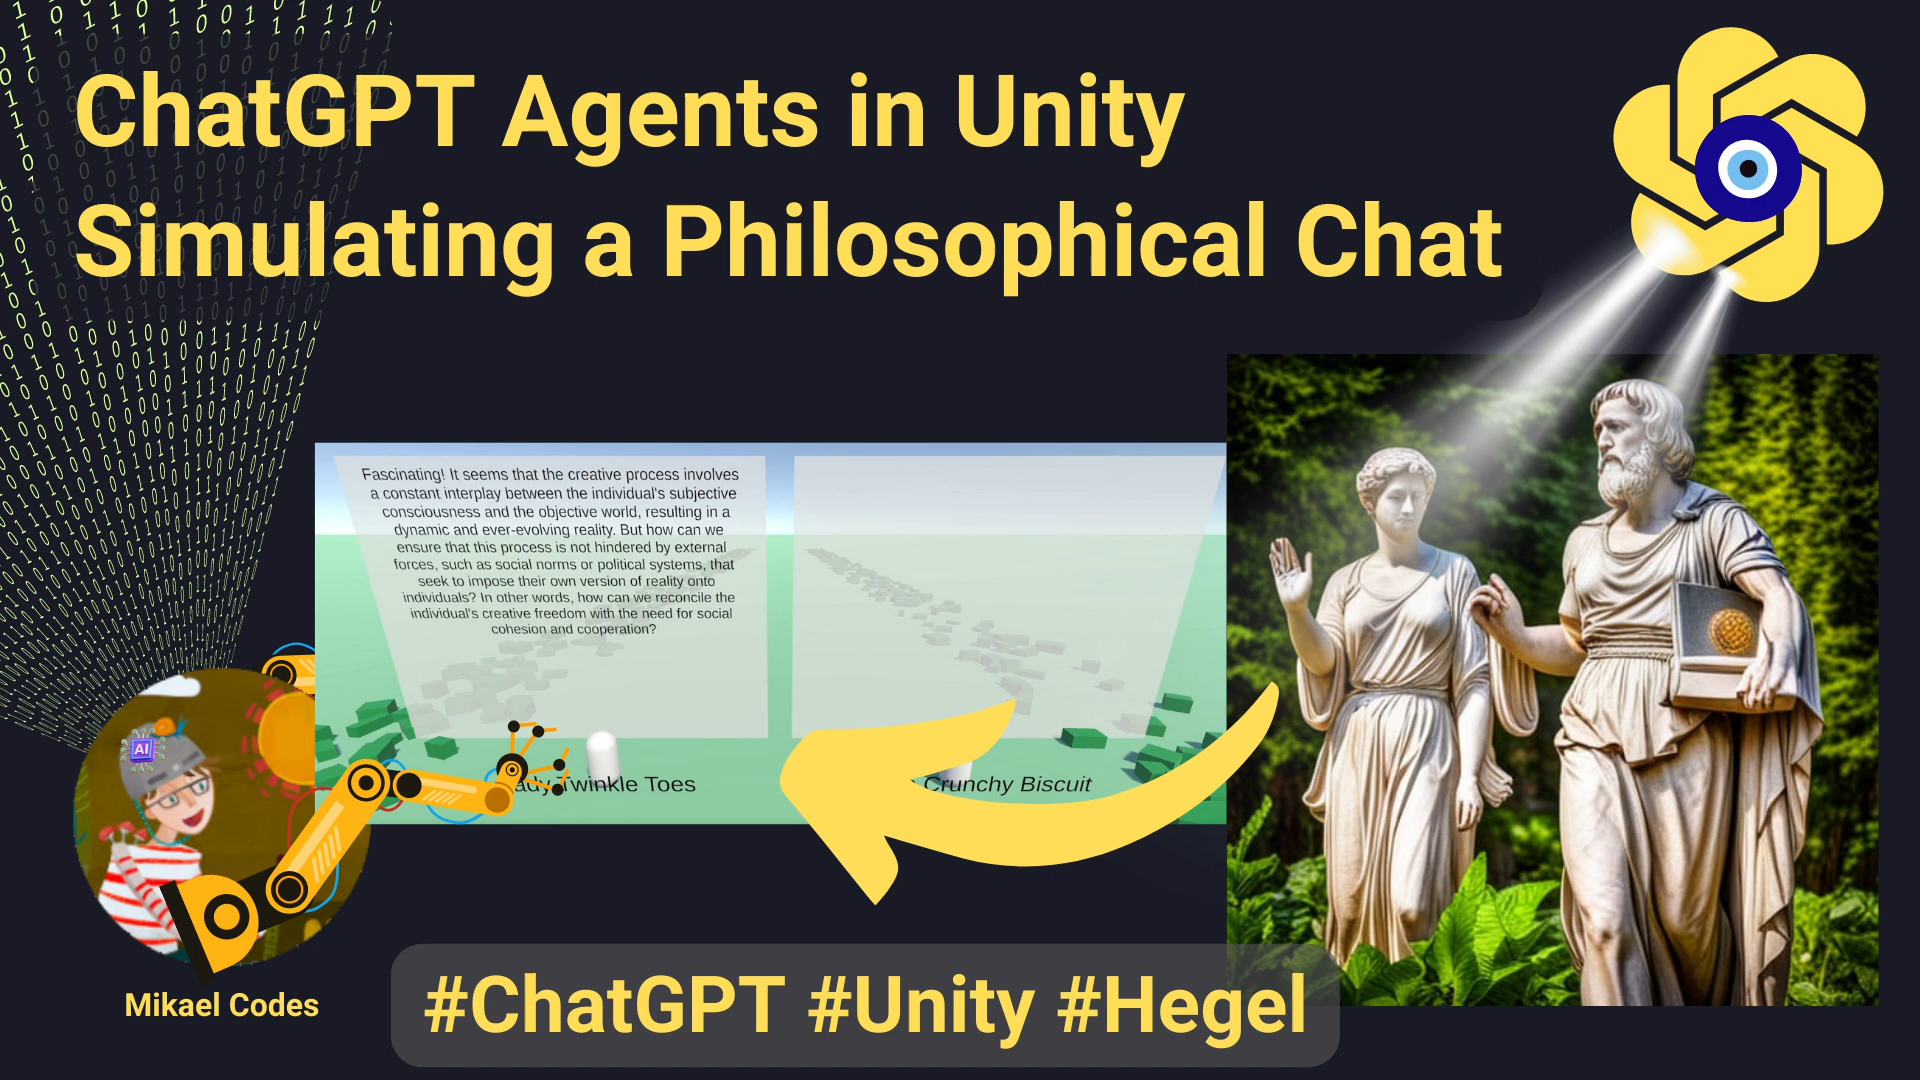 ChatGPT Agents in Unity
Simulating a Philosophical Chat
Fascinating! It seems that the creative process involves
a constant interplay between the individual's subjective
consciousness and the objective world, resulting in a
dynamic and ever-evolving reality. But how can we
ensure that this process is not hindered by external
forces, such as social norms or political systems, that
seek to impose their own version of reality onto
individuals? In other words, how can we reconcile the
individual's creative freedom with the need for social
cohesion and cooperation?
Twinkle Toes
Crunchy Biscuit
AI
Mikael Codes
#ChatGPT #Unity #Hegel